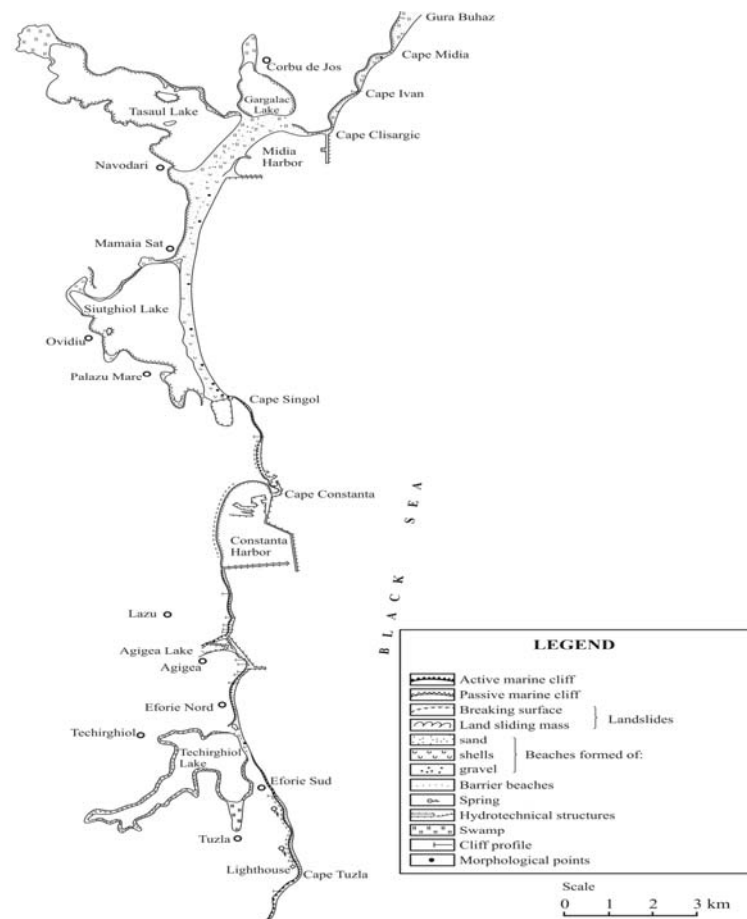 Gura Buhaz
Cape Midia
Corbu de Jos
Cape Ivan
Gargalac
Lake
Tasaul Lake
Cape Clisargic
Midia
Harbor
Navodari
Mamaia Sat
Siutghiol Lake
Ovidiu
Palazu Mare
Cape Singol
Cape Constanta
Constanta
Harbor
BLACK SEA
Lazu
Agigea Lake
Agigea
Eforie Nord
Techirghiol
Techirghiol
Lake
Eforie Sud
Tuzla
Lighthouse
Cape Tuzla
LEGEND
Active marine cliff
Passive marine cliff
Breaking surface
Land sliding mass
Landslides
sand
shells
gravel
Beaches formed of:
Barrier beaches
Spring
Hydrotechnical structures
Swamp
Cliff profile
Morphological points
Scale
0 1 2 3 km